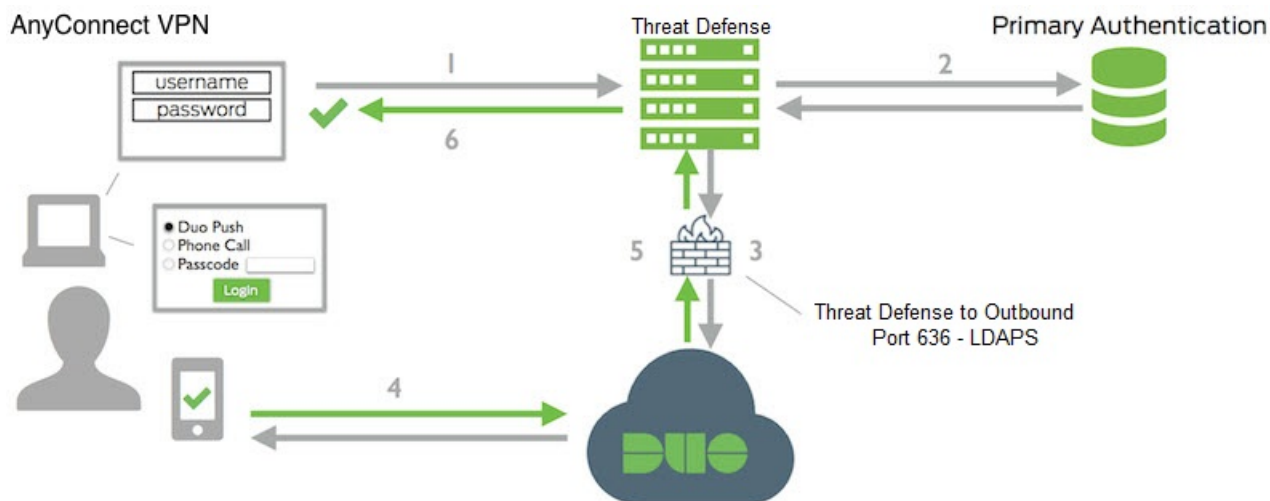 AnyConnect VPN
Threat Defense
Primary Authentication
username
password
1
2
6
Duo Push
Phone Call
Passcode
Login
5
3
Threat Defense to Outbound
Port 636 - LDAPS
4
DUO